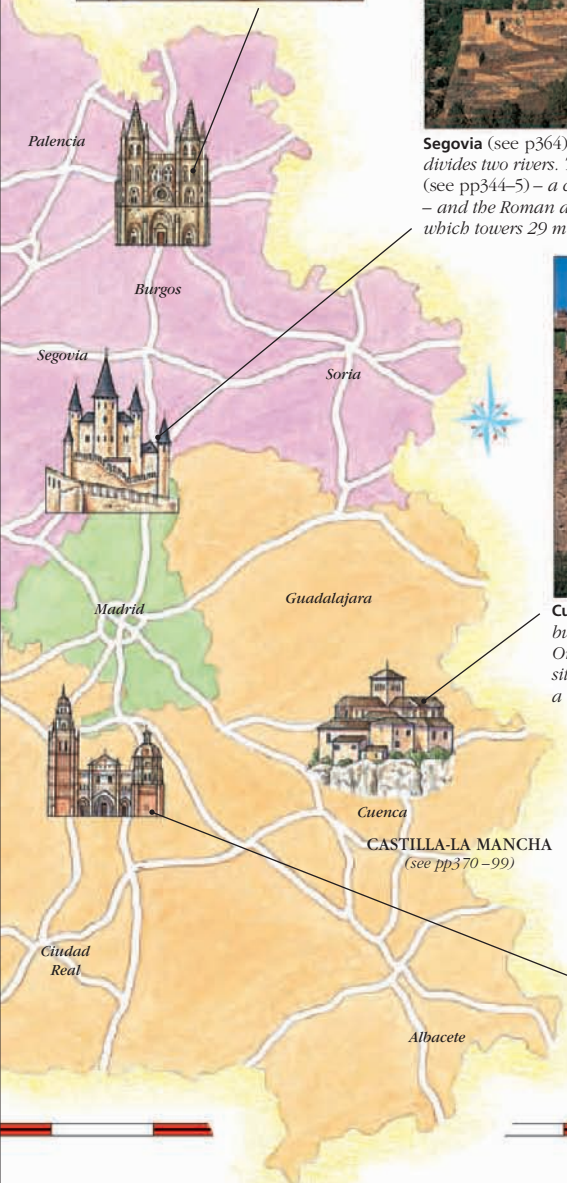 Palencia
Segovia (see p364)
divides two rivers.
(see pp344–5) – a
– and the Roman
which towers 29 m
Burgos
Segovia
Soria
Guadalajara
Madrid
Cuenca
CASTILLA-LA MANCHA
(see pp370–99)
Ciudad
Real
Albacete